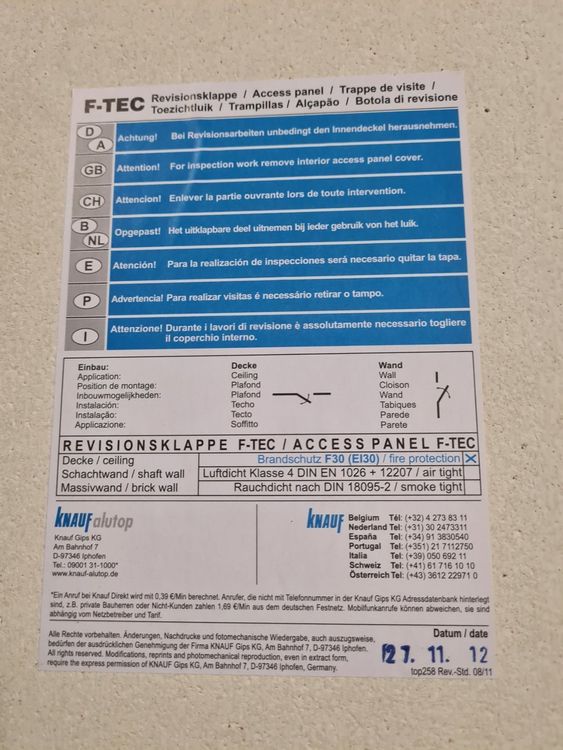 F-TEC Revisionsklappe / Access panel / Trappe de visite /
Toezichtluik / Trampillas / Alçapão / Botola di revisione
D A Achtung! Bei Revisionsarbeiten unbedingt den Innendeckel herausnehmen.
GB Attention! For inspection work remove interior access panel cover.
CH Attencion! Enlever la partie ouvrante lors de toute intervention.
B NL Opgepast! Het uitklapbare deel uitnemen bij ieder gebruik von het luik.
E Atención! Para la realización de inspecciones será necesario quitar la tapa.
P Advertencia! Para realizar visitas é necessário retirar o tampo.
I Attenzione! Durante i lavori di revisione è assolutamente necessario togliere
il coperchio interno.
Einbau: Decke Wand
Application: Ceiling Wall
Position de montage: Plafond Cloison
Inbouwmogelijkheden: Plafond Wand
Instalación: Techo Tabiques
Instalação: Tecto Parede
Applicazione: Soffitto Parete
REVISIONSKLAPPE F-TEC / ACCESS PANEL F-TEC
Decke / ceiling Brandschutz F30 (EI30) / fire protection X
Schachtwand / shaft wall Luftdicht Klasse 4 DIN EN 1026 + 12207 / air tight
Massivwand / brick wall Rauchdicht nach DIN 18095-2 / smoke tight
KNAUF alutop
Knauf Gips KG
Am Bahnhof 7
D-97346 Iphofen
Tel.: 09001 31-1000*
www.knauf-alutop.de
KNAUF
Belgium Tél: (+32) 4 273 83 11
Nederland Tel: (+31) 30 2473311
España Tel: (+34) 91 3830540
Portugal Tel: (+351) 21 7112750
Italia Tel: (+39) 050 692 11
Schweiz Tel: (+41) 61 716 10 10
Österreich Tel: (+43) 3612 22971 0
*Ein Anruf bei Knauf Direkt wird mit 0,39 €/Min berechnet. Anrufer, die nicht mit Telefonnummer in der Knauf Gips KG Adressdatenbank hinterlegt
sind, z.B. private Bauherren oder Nicht-Kunden zahlen 1,69 €/Min aus dem deutschen Festnetz. Mobilfunkanrufe können abweichen, sie sind
abhängig vom Netzbetreiber und Tarif.
Alle Rechte vorbehalten. Änderungen, Nachdrucke und fotomechanische Wiedergabe, auch auszugsweise,
bedürfen der ausdrücklichen Genehmigung der Firma KNAUF Gips KG, Am Bahnhof 7, D-97346 Iphofen.
All rights reserved. Modifications, reprints and photomechanical reproduction, even in extract form,
require the express permission of KNAUF Gips KG, Am Bahnhof 7, D-97346 Iphofen, Germany.
Datum / date
27. 11. 12
top258 Rev.-Std. 08/11